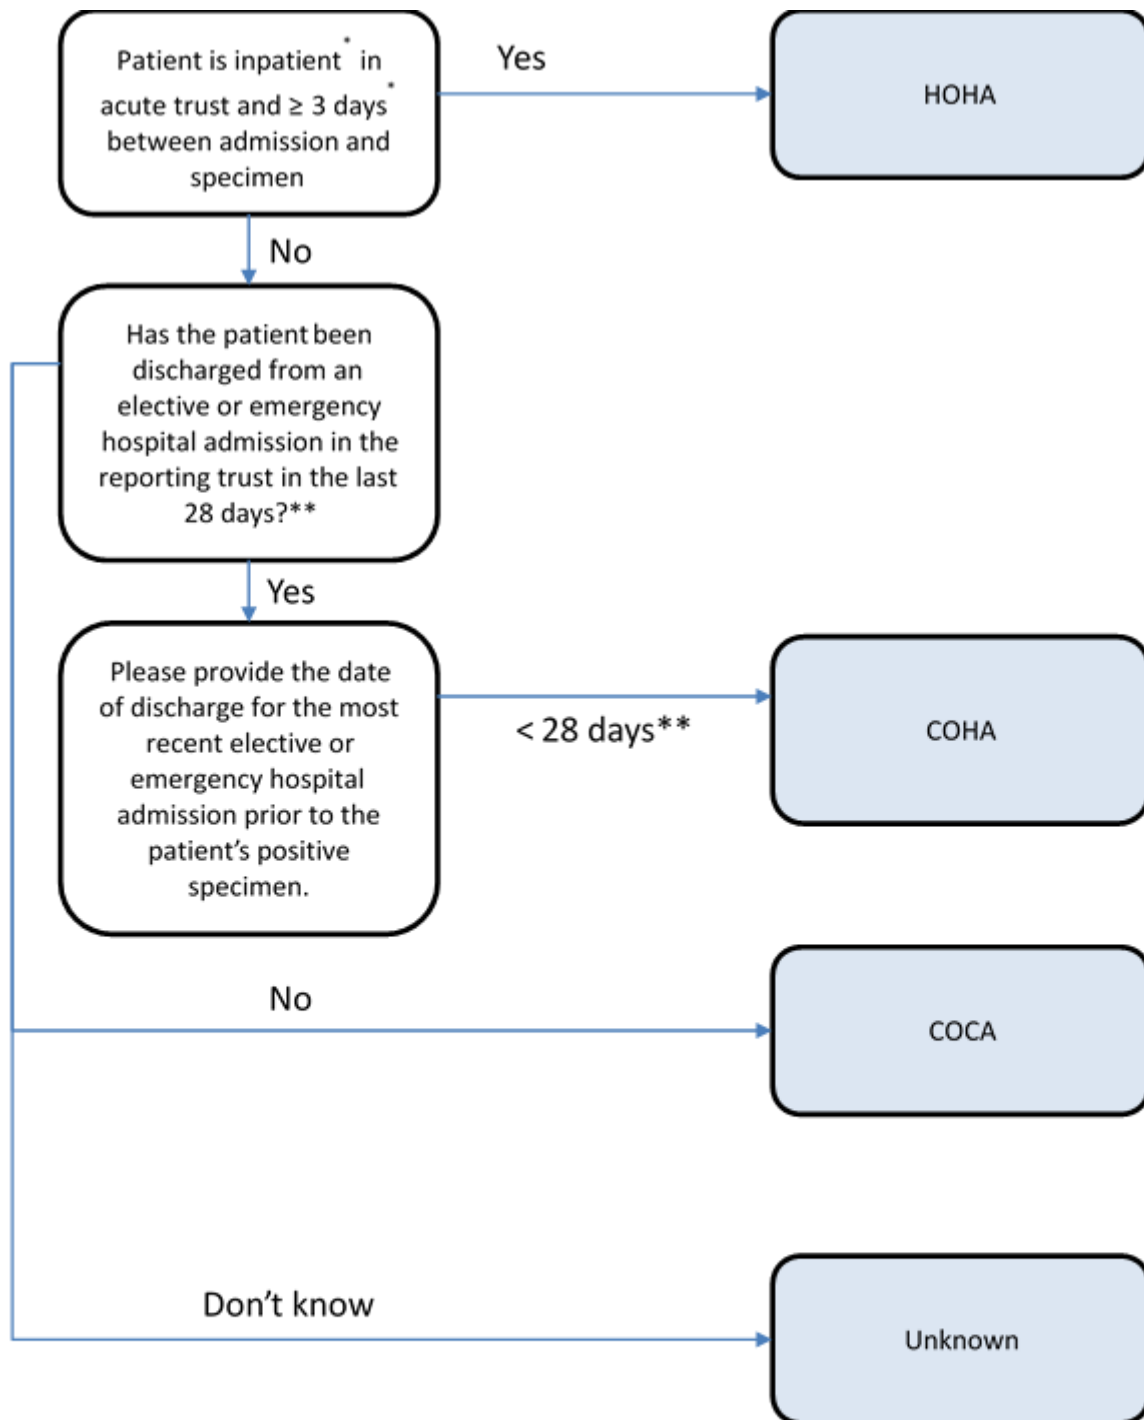 Patient is inpatient* in
acute trust and ≥ 3 days*
between admission and
specimen
Yes
HOHA
No
Has the patient been
discharged from an
elective or emergency
hospital admission in the
reporting trust in the last
28 days?**
Yes
Please provide the date
of discharge for the most
recent elective or
emergency hospital
admission prior to the
patient’s positive
specimen.
< 28 days**
COHA
No
COCA
Don’t know
Unknown